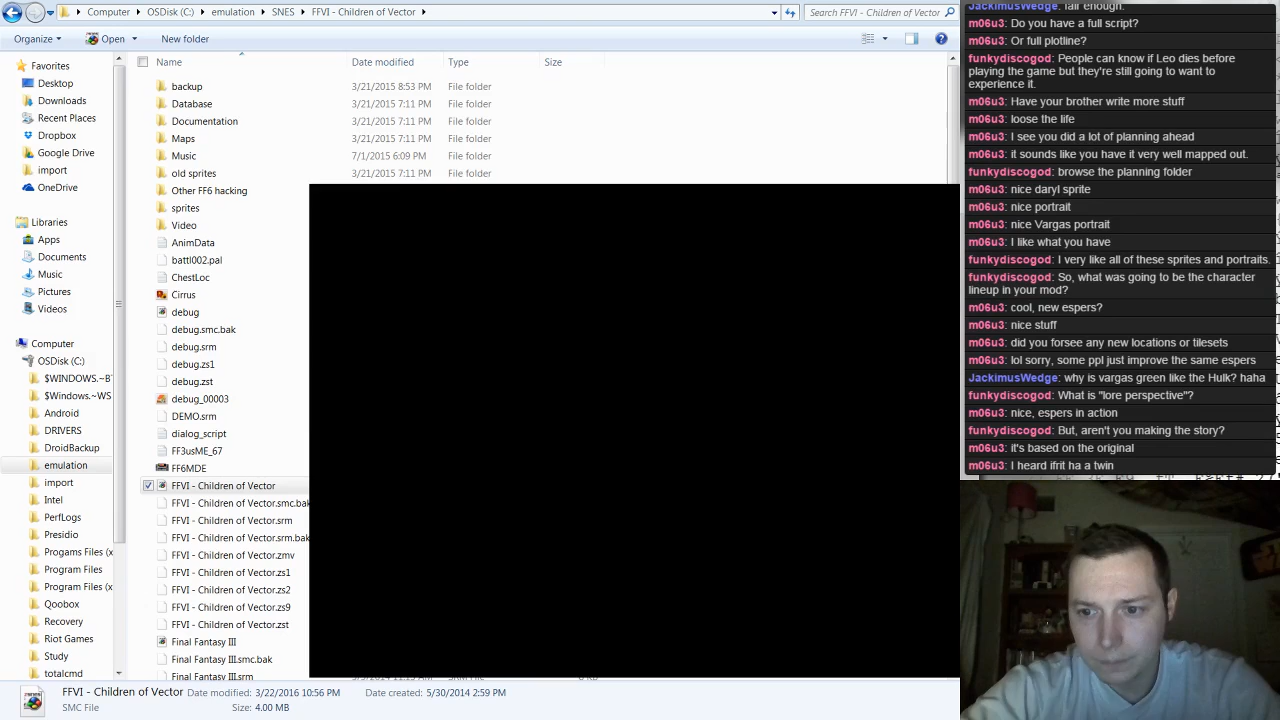 Computer OSDisk (C:) emulation SNES FFVI - Children of Vector
Search FFVI - Children of Vector
Organize Open New folder
Favorites
Desktop
Downloads
Recent Places
Dropbox
Google Drive
import
OneDrive
Libraries
Apps
Documents
Music
Pictures
Videos
Computer
OSDisk (C:)
$WINDOWS.~BT
$Windows.~WS
Android
DRIVERS
DroidBackup
emulation
import
Intel
PerfLogs
Presidio
Progams Files (x
Program Files
Program Files (x
Qoobox
Recovery
Riot Games
Study
totalcmd
Name Date modified Type Size
backup 3/21/2015 8:53 PM File folder
Database 3/21/2015 7:11 PM File folder
Documentation 3/21/2015 7:11 PM File folder
Maps 3/21/2015 7:11 PM File folder
Music 7/1/2015 6:09 PM File folder
old sprites 3/21/2015 7:11 PM File folder
Other FF6 hacking
sprites
Video
AnimData
battl002.pal
ChestLoc
Cirrus
debug
debug.smc.bak
debug.srm
debug.zs1
debug.zst
debug_00003
DEMO.srm
dialog_script
FF3usME_67
FF6MDE
FFVI - Children of Vector
FFVI - Children of Vector.smc.bak
FFVI - Children of Vector.srm
FFVI - Children of Vector.srm.bak
FFVI - Children of Vector.zmv
FFVI - Children of Vector.zs1
FFVI - Children of Vector.zs2
FFVI - Children of Vector.zs9
FFVI - Children of Vector.zst
Final Fantasy III
Final Fantasy III.smc.bak
Final Fantasy III.srm
FFVI - Children of Vector Date modified: 3/22/2016 10:56 PM Date created: 5/30/2014 2:59 PM
SMC File Size: 4.00 MB
JackimusWedge: fair enough.
m06u3: Do you have a full script?
m06u3: Or full plotline?
funkydiscogod: People can know if Leo dies before
playing the game but they're still going to want to
experience it.
m06u3: Have your brother write more stuff
m06u3: loose the life
m06u3: I see you did a lot of planning ahead
m06u3: it sounds like you have it very well mapped out.
funkydiscogod: browse the planning folder
m06u3: nice daryl sprite
m06u3: nice portrait
m06u3: nice Vargas portrait
m06u3: I like what you have
funkydiscogod: I very like all of these sprites and portraits.
funkydiscogod: So, what was going to be the character
lineup in your mod?
m06u3: cool, new espers?
m06u3: nice stuff
m06u3: did you forsee any new locations or tilesets
m06u3: lol sorry, some ppl just improve the same espers
JackimusWedge: why is vargas green like the Hulk? haha
funkydiscogod: What is "lore perspective"?
m06u3: nice, espers in action
funkydiscogod: But, aren't you making the story?
m06u3: it's based on the original
m06u3: I heard ifrit ha a twin